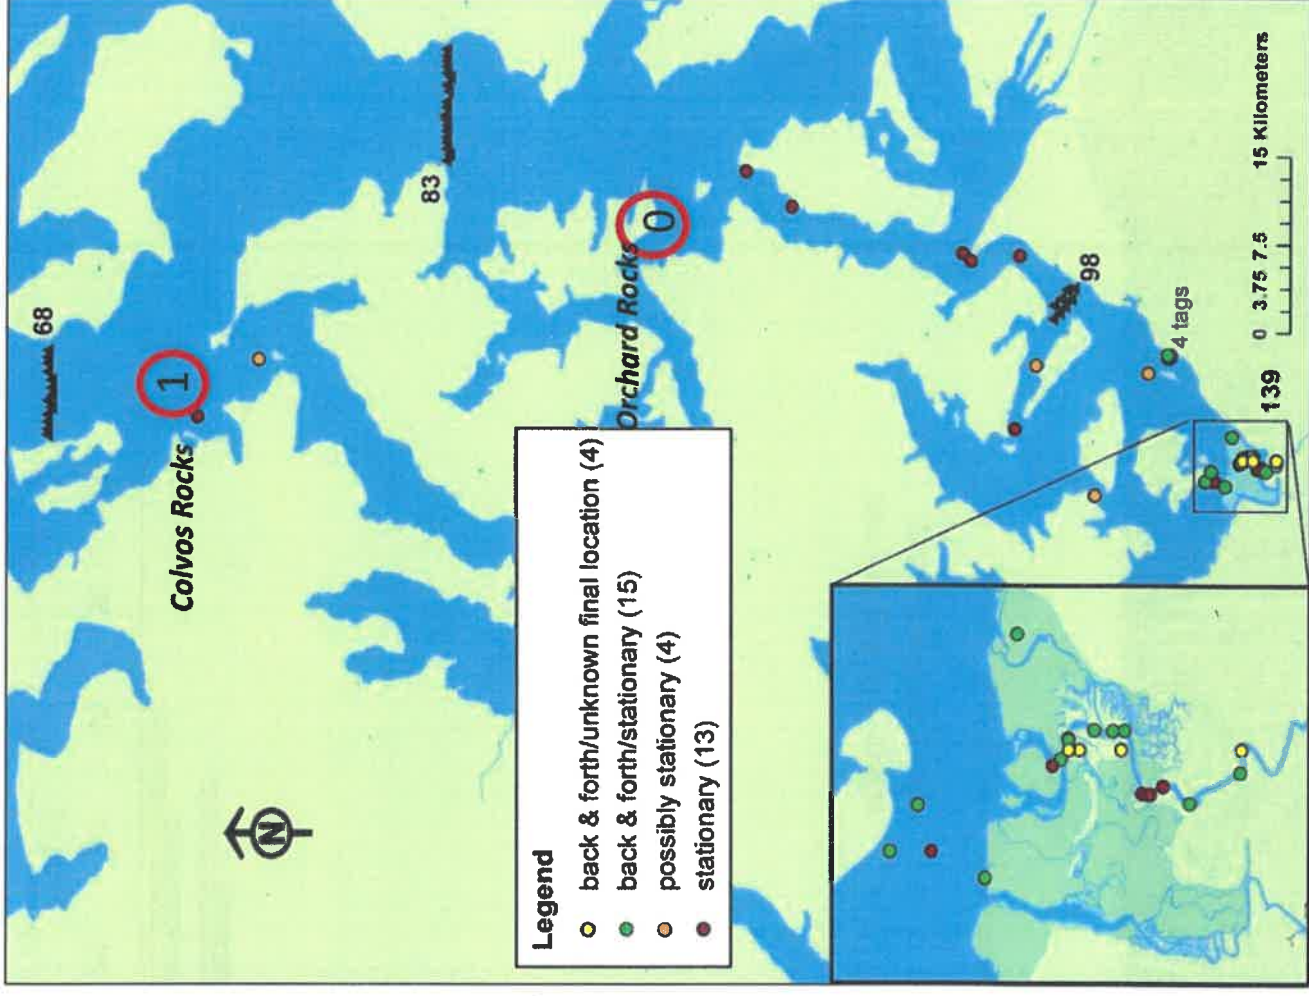 68
1
Colvos Rocks
83
0
Orchard Rocks
Legend
back & forth/unknown final location (4)
back & forth/stationary (15)
possibly stationary (4)
stationary (13)
N
98
4 tags
139
0 3.75 7.5 15 Kilometers